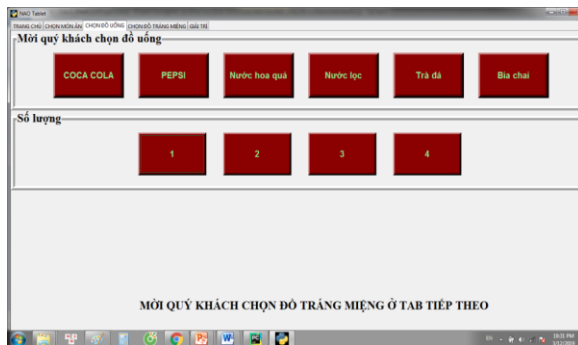 NAO Tablet
TRANG CHỦ CHỌN MÓN ĂN CHỌN ĐỒ UỐNG CHỌN ĐỒ TRÁNG MIỆNG GIẢI TRÍ
Mời quý khách chọn đồ uống
COCA COLA PEPSI Nước hoa quả Nước lọc Trà đá Bia chai
Số lượng
1 2 3 4
MỜI QUÝ KHÁCH CHỌN ĐỒ TRÁNG MIỆNG Ở TAB TIẾP THEO
EN